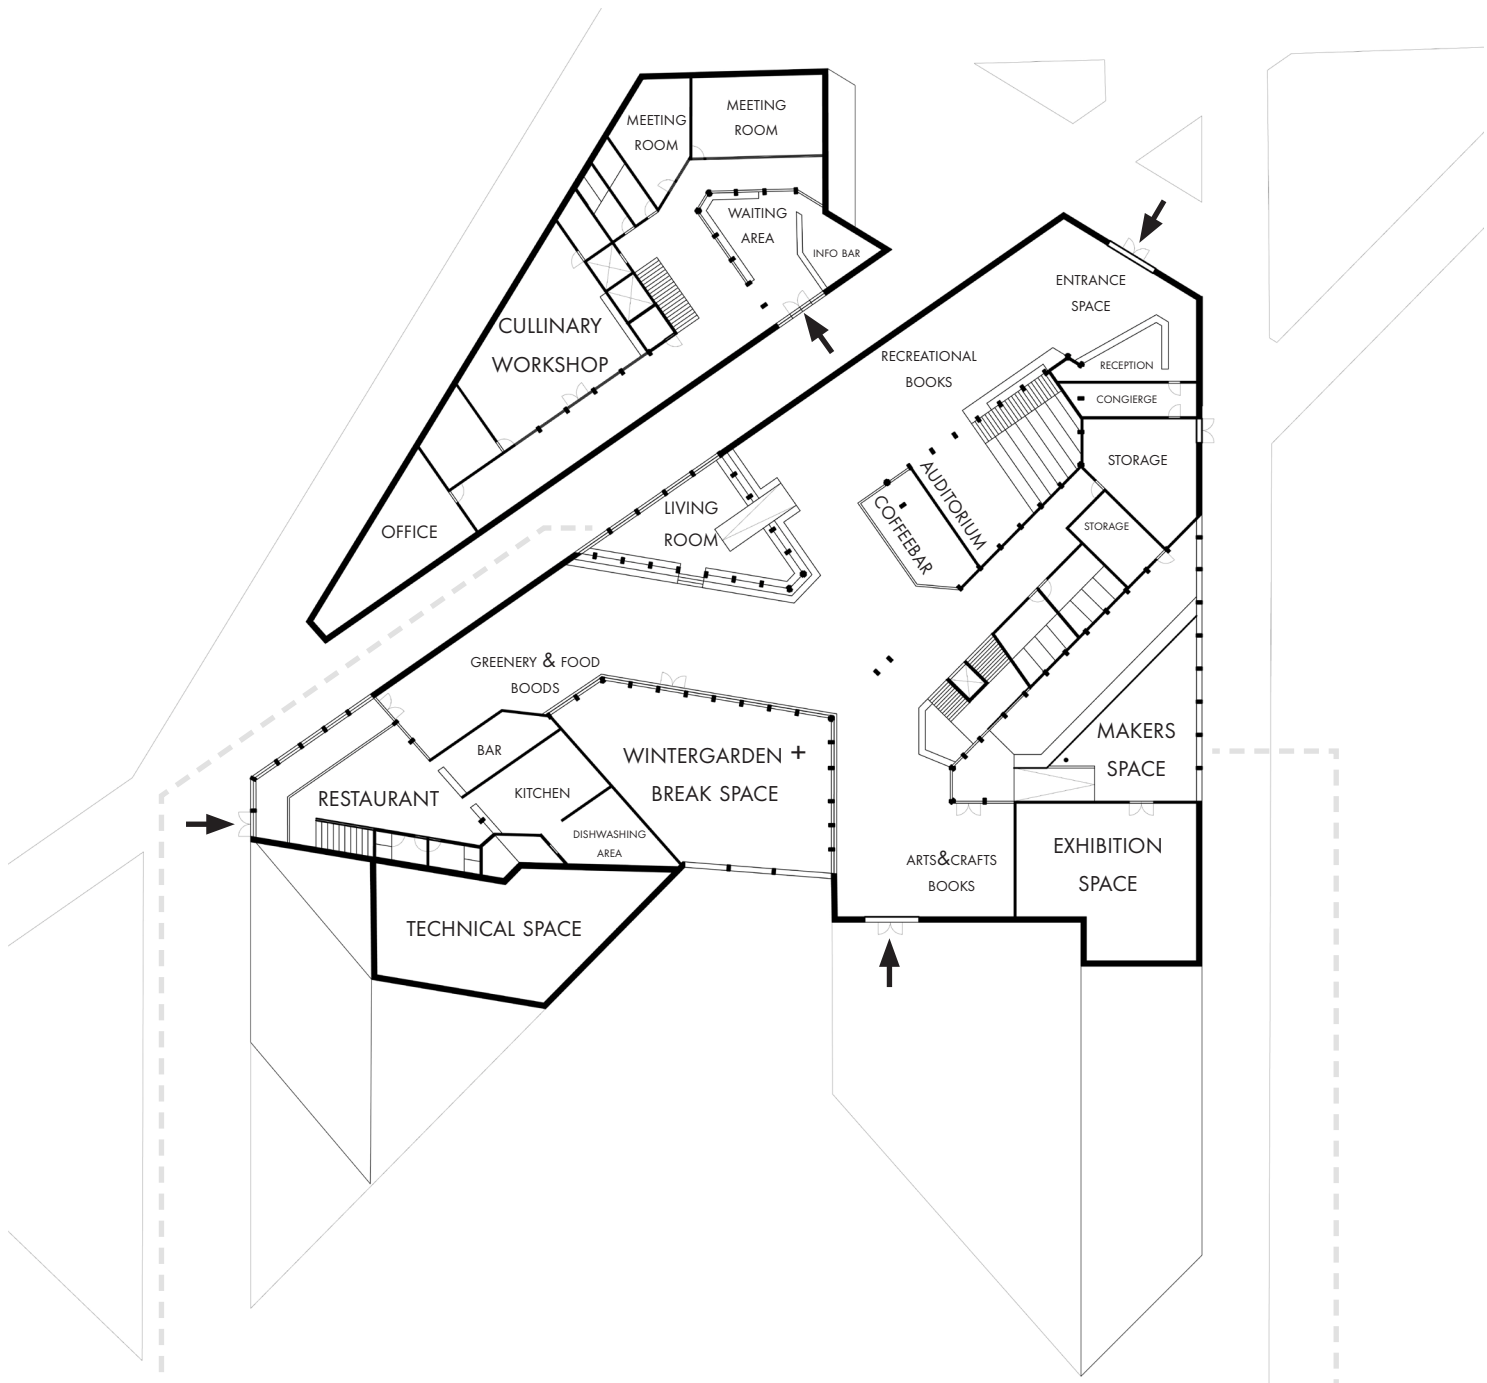 MEETING
ROOM
MEETING
ROOM
WAITING
AREA
INFO BAR
CULLINARY
WORKSHOP
OFFICE
ENTRANCE
SPACE
RECREATIONAL
BOOKS
RECEPTION
CONGIERGE
STORAGE
STORAGE
AUDITORIUM
COFFEEBAR
LIVING
ROOM
GREENERY & FOOD
BOODS
BAR
KITCHEN
RESTAURANT
DISHWASHING
AREA
WINTERGARDEN +
BREAK SPACE
MAKERS
SPACE
ARTS&CRAFTS
BOOKS
EXHIBITION
SPACE
TECHNICAL SPACE